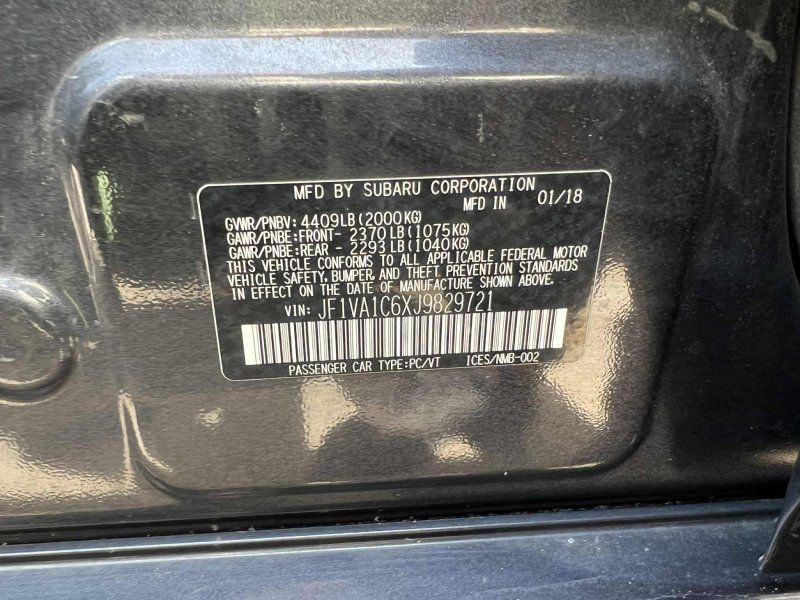 MFD BY SUBARU CORPORATION
MFD IN 01/18
GVWR/PNBV: 4409LB(2000KG)
GAWR/PNBE:FRONT- 2370LB(1075KG)
GAWR/PNBE:REAR - 2293LB(1040KG)
THIS VEHICLE CONFORMS TO ALL APPLICABLE FEDERAL MOTOR
VEHICLE SAFETY, BUMPER, AND THEFT PREVENTION STANDARDS
IN EFFECT ON THE DATE OF MANUFACTURE SHOWN ABOVE.
VIN: JF1VA1C6XJ9829721
PASSENGER CAR TYPE:PC/VT ICES/NMB-002